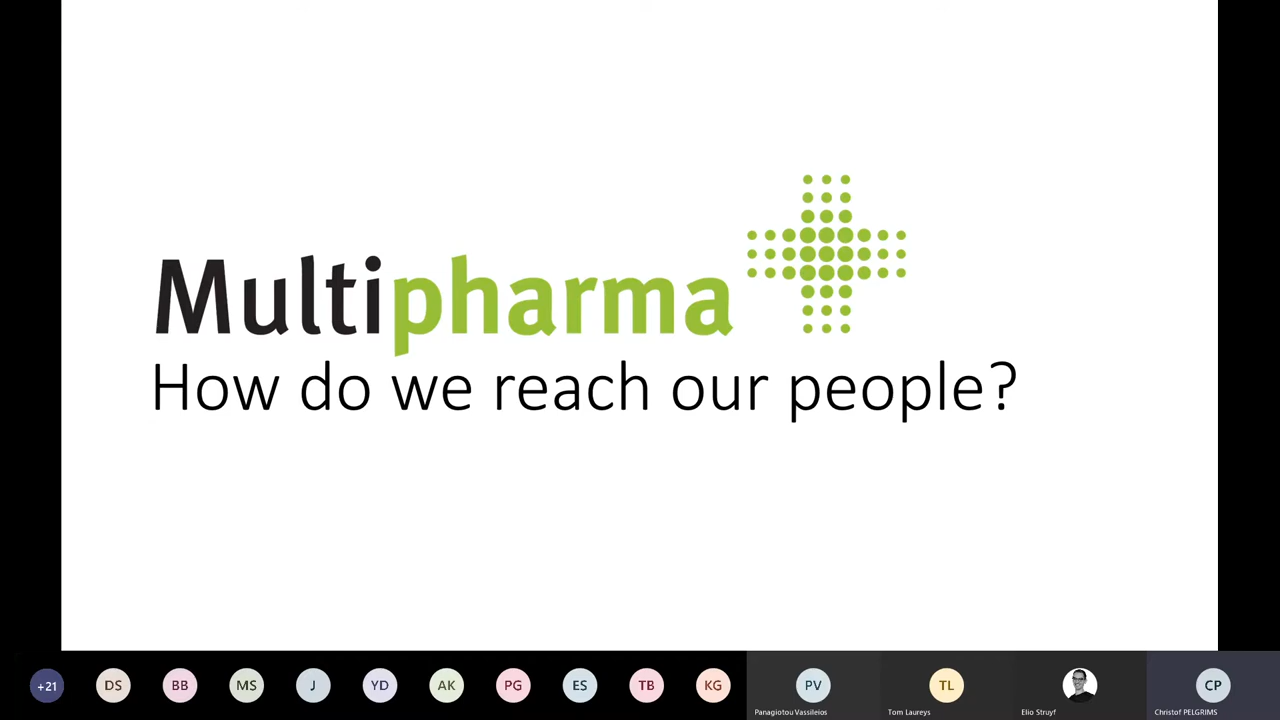 Multipharma
How do we reach our people?
+21
DS
BB
MS
J
YD
AK
PG
ES
TB
KG
PV
TL
CP
Panagiotou Vassileios
Tom Laureys
Elio Struyf
Christof PELGRIMS